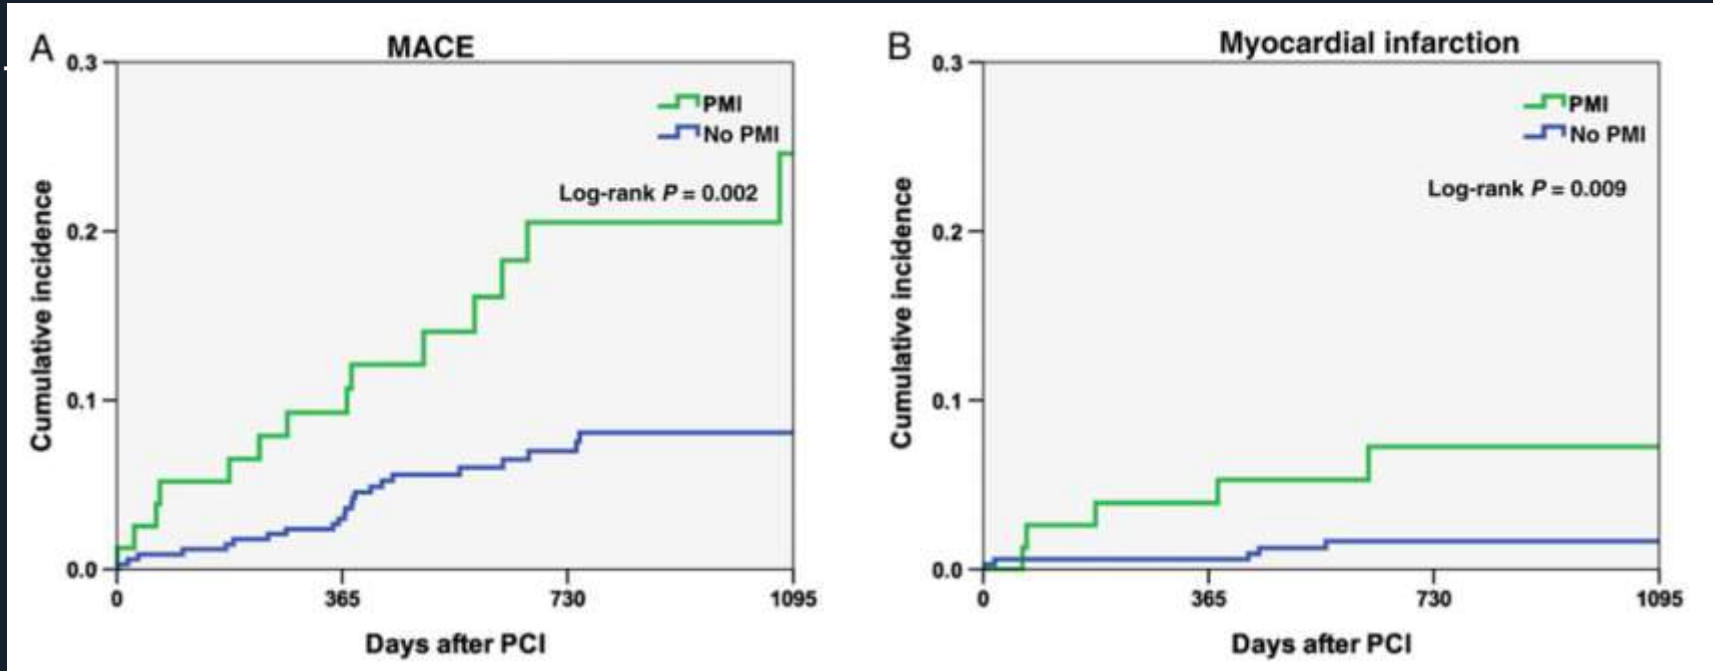 A
MACE
0.3
PMI
No PMI
Log-rank P = 0.002
0.2
0.1
0.0
Cumulative incidence
0
365
730
1095
Days after PCI
B
Myocardial infarction
0.3
PMI
No PMI
Log-rank P = 0.009
0.2
0.1
0.0
Cumulative incidence
0
365
730
1095
Days after PCI